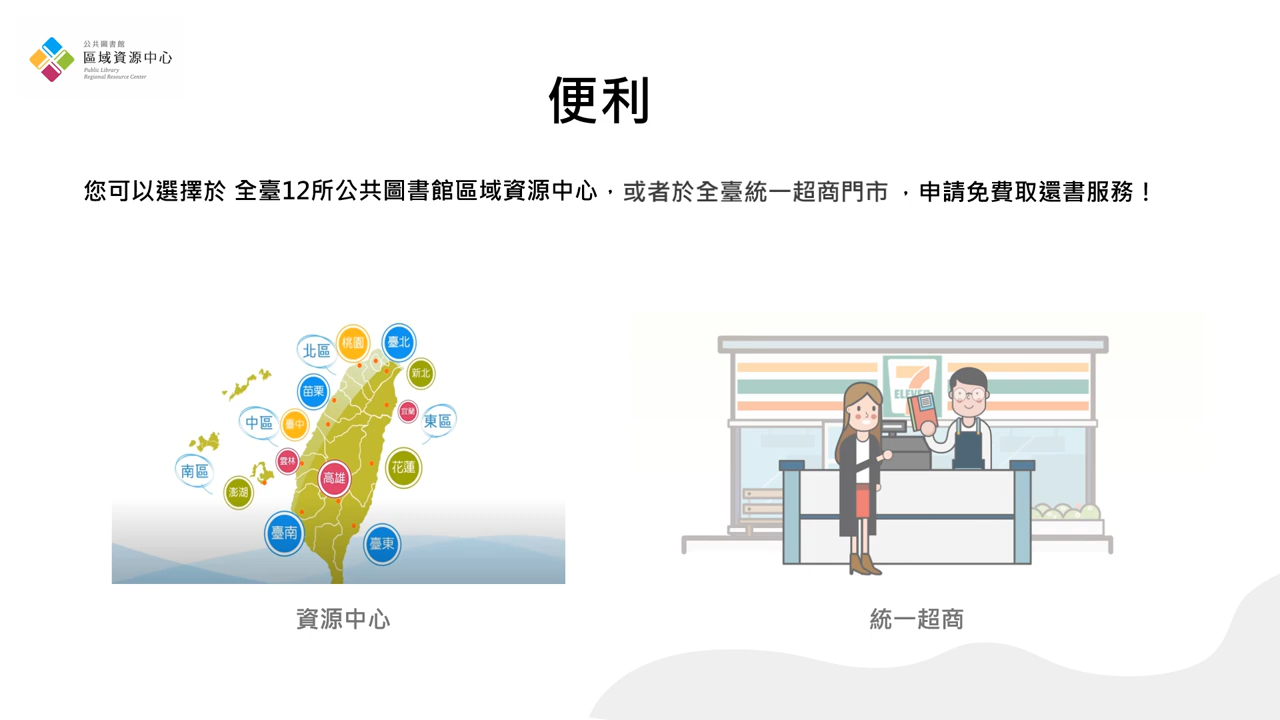 公共圖書館
區域資源中心
Public Library
Regional Resource Center
便利
您可以選擇於 全臺12所公共圖書館區域資源中心，或者於全臺統一超商門市 ，申請免費取還書服務！
北區
桃園
臺北
新北
苗栗
宜蘭
中區
臺中
東區
雲林
南區
高雄
花蓮
澎湖
臺南
臺東
7
ELEVEn
資源中心
統一超商